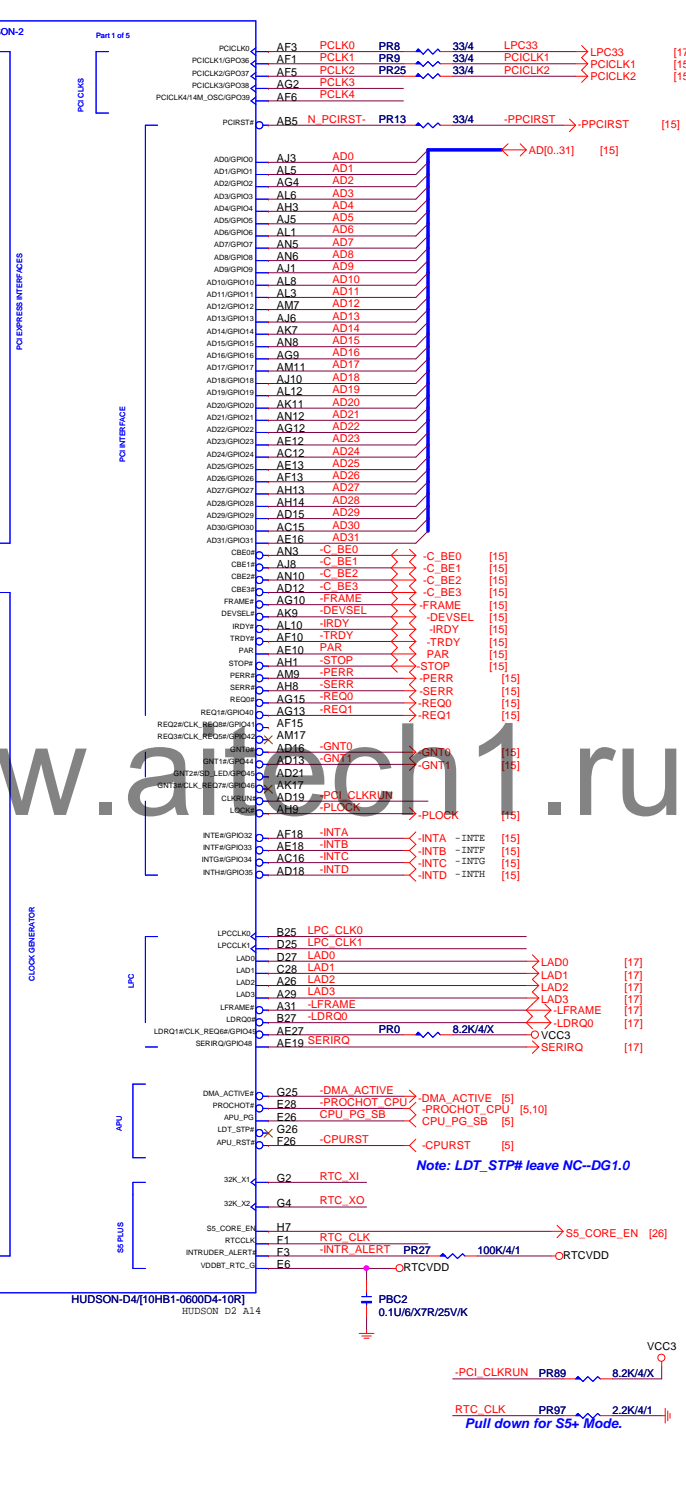 ON-2
Part 1 of 5
PCI CLKS
PCICLK0 AF3 PCLK0 PR8 33/4 LPC33 LPC33 [17
PCICLK1/GPO36 AF1 PCLK1 PR9 33/4 PCICLK1 PCICLK1 [15
PCICLK2/GPO37 AF5 PCLK2 PR25 33/4 PCICLK2 PCICLK2 [15
PCICLK3/GPO38 AG2 PCLK3
PCICLK4/14M_OSC/GPO39 AF6 PCLK4
PCIRST# AB5 N_PCIRST- PR13 33/4 -PPCIRST -PPCIRST [15]
AD[0..31] [15]
AD0/GPIO0 AJ3 AD0
AD1/GPIO1 AL5 AD1
AD2/GPIO2 AG4 AD2
AD3/GPIO3 AL6 AD3
AD4/GPIO4 AH3 AD4
AD5/GPIO5 AJ5 AD5
AD6/GPIO6 AL1 AD6
AD7/GPIO7 AN5 AD7
AD8/GPIO8 AN6 AD8
AD9/GPIO9 AJ1 AD9
AD10/GPIO10 AL8 AD10
AD11/GPIO11 AL3 AD11
AD12/GPIO12 AM7 AD12
AD13/GPIO13 AJ6 AD13
AD14/GPIO14 AK7 AD14
AD15/GPIO15 AN8 AD15
AD16/GPIO16 AG9 AD16
AD17/GPIO17 AM11 AD17
AD18/GPIO18 AJ10 AD18
AD19/GPIO19 AL12 AD19
AD20/GPIO20 AK11 AD20
AD21/GPIO21 AN12 AD21
AD22/GPIO22 AG12 AD22
AD23/GPIO23 AE12 AD23
AD24/GPIO24 AC12 AD24
AD25/GPIO25 AE13 AD25
AD26/GPIO26 AF13 AD26
AD27/GPIO27 AH13 AD27
AD28/GPIO28 AH14 AD28
AD29/GPIO29 AD15 AD29
AD30/GPIO30 AC15 AD30
AD31/GPIO31 AE16 AD31
PCI EXPRESS INTERFACES
PCI INTERFACE
CBE0# AN3 -C_BE0 -C_BE0 [15]
CBE1# AJ8 -C_BE1 -C_BE1 [15]
CBE2# AN10 -C_BE2 -C_BE2 [15]
CBE3# AD12 -C_BE3 -C_BE3 [15]
FRAME# AG10 -FRAME -FRAME [15]
DEVSEL# AK9 -DEVSEL -DEVSEL [15]
IRDY# AL10 -IRDY -IRDY [15]
TRDY# AF10 -TRDY -TRDY [15]
PAR AE10 PAR PAR [15]
STOP# AH1 -STOP -STOP [15]
PERR# AM9 -PERR -PERR [15]
SERR# AH8 -SERR -SERR [15]
REQ0# AG15 -REQ0 -REQ0 [15]
REQ1#/GPIO40 AG13 -REQ1 -REQ1 [15]
REQ2#/CLK_REQ8#/GPIO41 AF15
REQ3#/CLK_REQ5#/GPIO42 AM17
GNT0# AD16 -GNT0 -GNT0 [15]
GNT1#/GPO44 AD13 -GNT1 -GNT1 [15]
GNT2#/SD_LED/GPO45 AD21
GNT3#/CLK_REQ7#/GPIO46 AK17
CLKRUN# AD19 -PCI_CLKRUN
LOCK# AH9 -PLOCK -PLOCK [15]
w.aitech1.ru
INTE#/GPIO32 AF18 -INTA -INTA -INTE [15]
INTF#/GPIO33 AE18 -INTB -INTB -INTF [15]
INTG#/GPIO34 AC16 -INTC -INTC -INTG [15]
INTH#/GPIO35 AD18 -INTD -INTD -INTH [15]
CLOCK GENERATOR
LPC
LPCCLK0 B25 LPC_CLK0
LPCCLK1 D25 LPC_CLK1
LAD0 D27 LAD0 LAD0 [17]
LAD1 C28 LAD1 LAD1 [17]
LAD2 A26 LAD2 LAD2 [17]
LAD3 A29 LAD3 LAD3 [17]
LFRAME# A31 -LFRAME -LFRAME [17]
LDRQ0# B27 -LDRQ0 -LDRQ0 [17]
LDRQ1#/CLK_REQ6#/GPIO49 AE27 PR0 8.2K/4/X VCC3
SERIRQ/GPIO48 AE19 SERIRQ SERIRQ [17]
APU
DMA_ACTIVE# G25 -DMA_ACTIVE -DMA_ACTIVE [5]
PROCHOT# E28 -PROCHOT_CPU -PROCHOT_CPU [5,10]
APU_PG E26 CPU_PG_SB CPU_PG_SB [5]
LDT_STP# G26
APU_RST# F26 -CPURST -CPURST [5]
Note: LDT_STP# leave NC--DG1.0
S5 PLUS
32K_X1 G2 RTC_XI
32K_X2 G4 RTC_XO
S5_CORE_EN H7 S5_CORE_EN [26]
RTCCLK F1 RTC_CLK
INTRUDER_ALERT# F3 -INTR_ALERT PR27 100K/4/1 RTCVDD
VDDBT_RTC_G E6 RTCVDD
HUDSON-D4/[10HB1-0600D4-10R]
HUDSON D2 A14
PBC2
0.1U/6/X7R/25V/K
VCC3
-PCI_CLKRUN PR89 8.2K/4/X
RTC_CLK PR97 2.2K/4/1
Pull down for S5+ Mode.